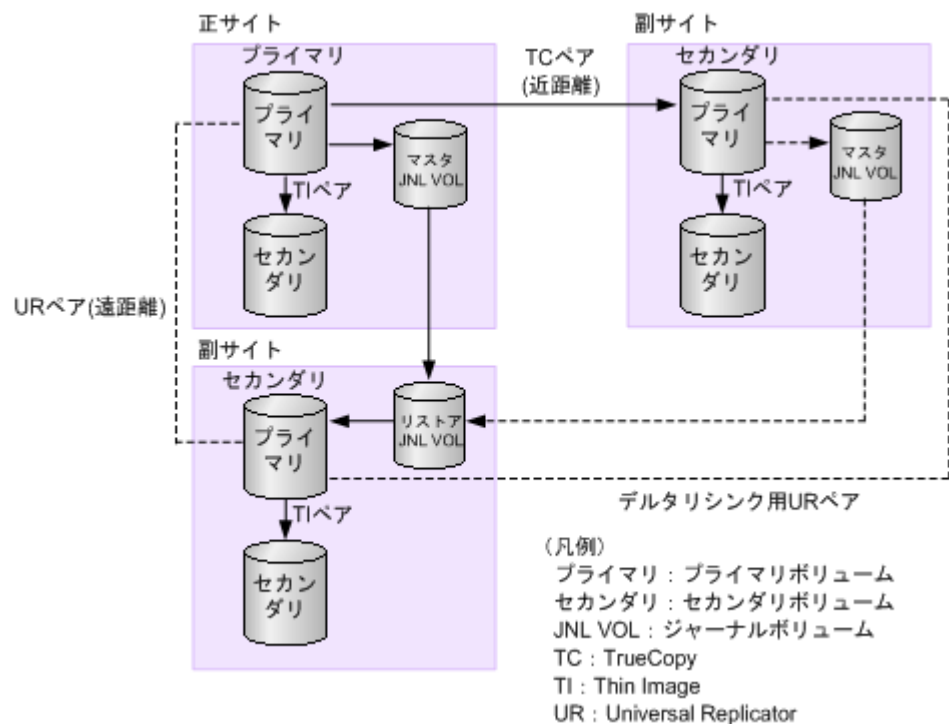 正サイト
プライマリ
プライ
マリ
マスタ
JNL VOL
TIペア
セカン
ダリ
TCペア
(近距離)
副サイト
セカンダリ
プライ
マリ
マスタ
JNL VOL
TIペア
セカン
ダリ
URペア(遠距離)
副サイト
セカンダリ
プライ
マリ
リストア
JNL VOL
TIペア
セカン
ダリ
デルタリシンク用URペア
（凡例）
プライマリ：プライマリボリューム
セカンダリ：セカンダリボリューム
JNL VOL：ジャーナルボリューム
TC：TrueCopy
TI：Thin Image
UR：Universal Replicator